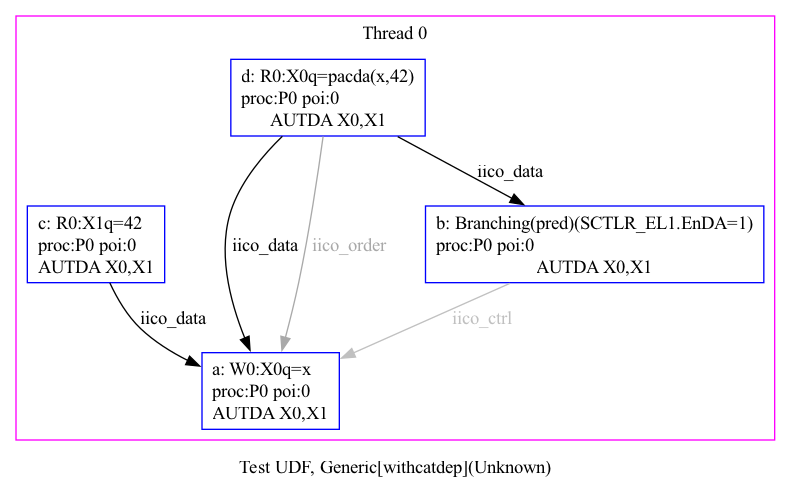 Thread 0
d: R0:X0q=pacda(x,42)
proc:P0 poi:0
AUTDA X0,X1
iico_data
c: R0:X1q=42
proc:P0 poi:0
AUTDA X0,X1
iico_data
iico_order
b: Branching(pred)(SCTLR_EL1.EnDA=1)
proc:P0 poi:0
AUTDA X0,X1
iico_data
iico_ctrl
a: W0:X0q=x
proc:P0 poi:0
AUTDA X0,X1
Test UDF, Generic[withcatdep](Unknown)